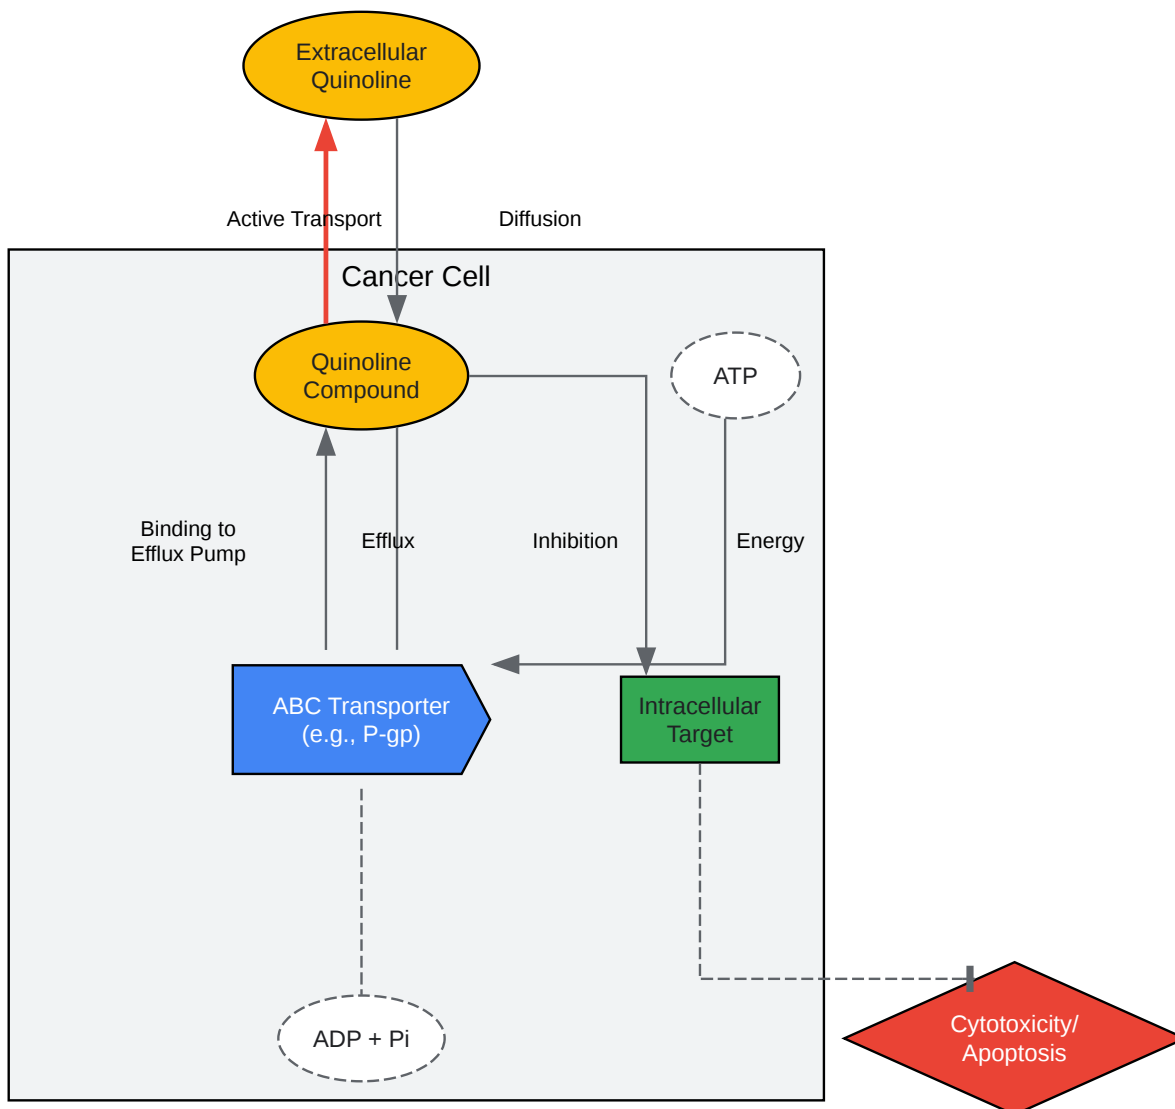 Extracellular
Quinoline
Active Transport
Diffusion
Cancer Cell
Quinoline
Compound
ATP
Binding to
Efflux Pump
Efflux
Inhibition
Energy
ABC Transporter
(e.g., P-gp)
Intracellular
Target
ADP + Pi
Cytotoxicity/
Apoptosis